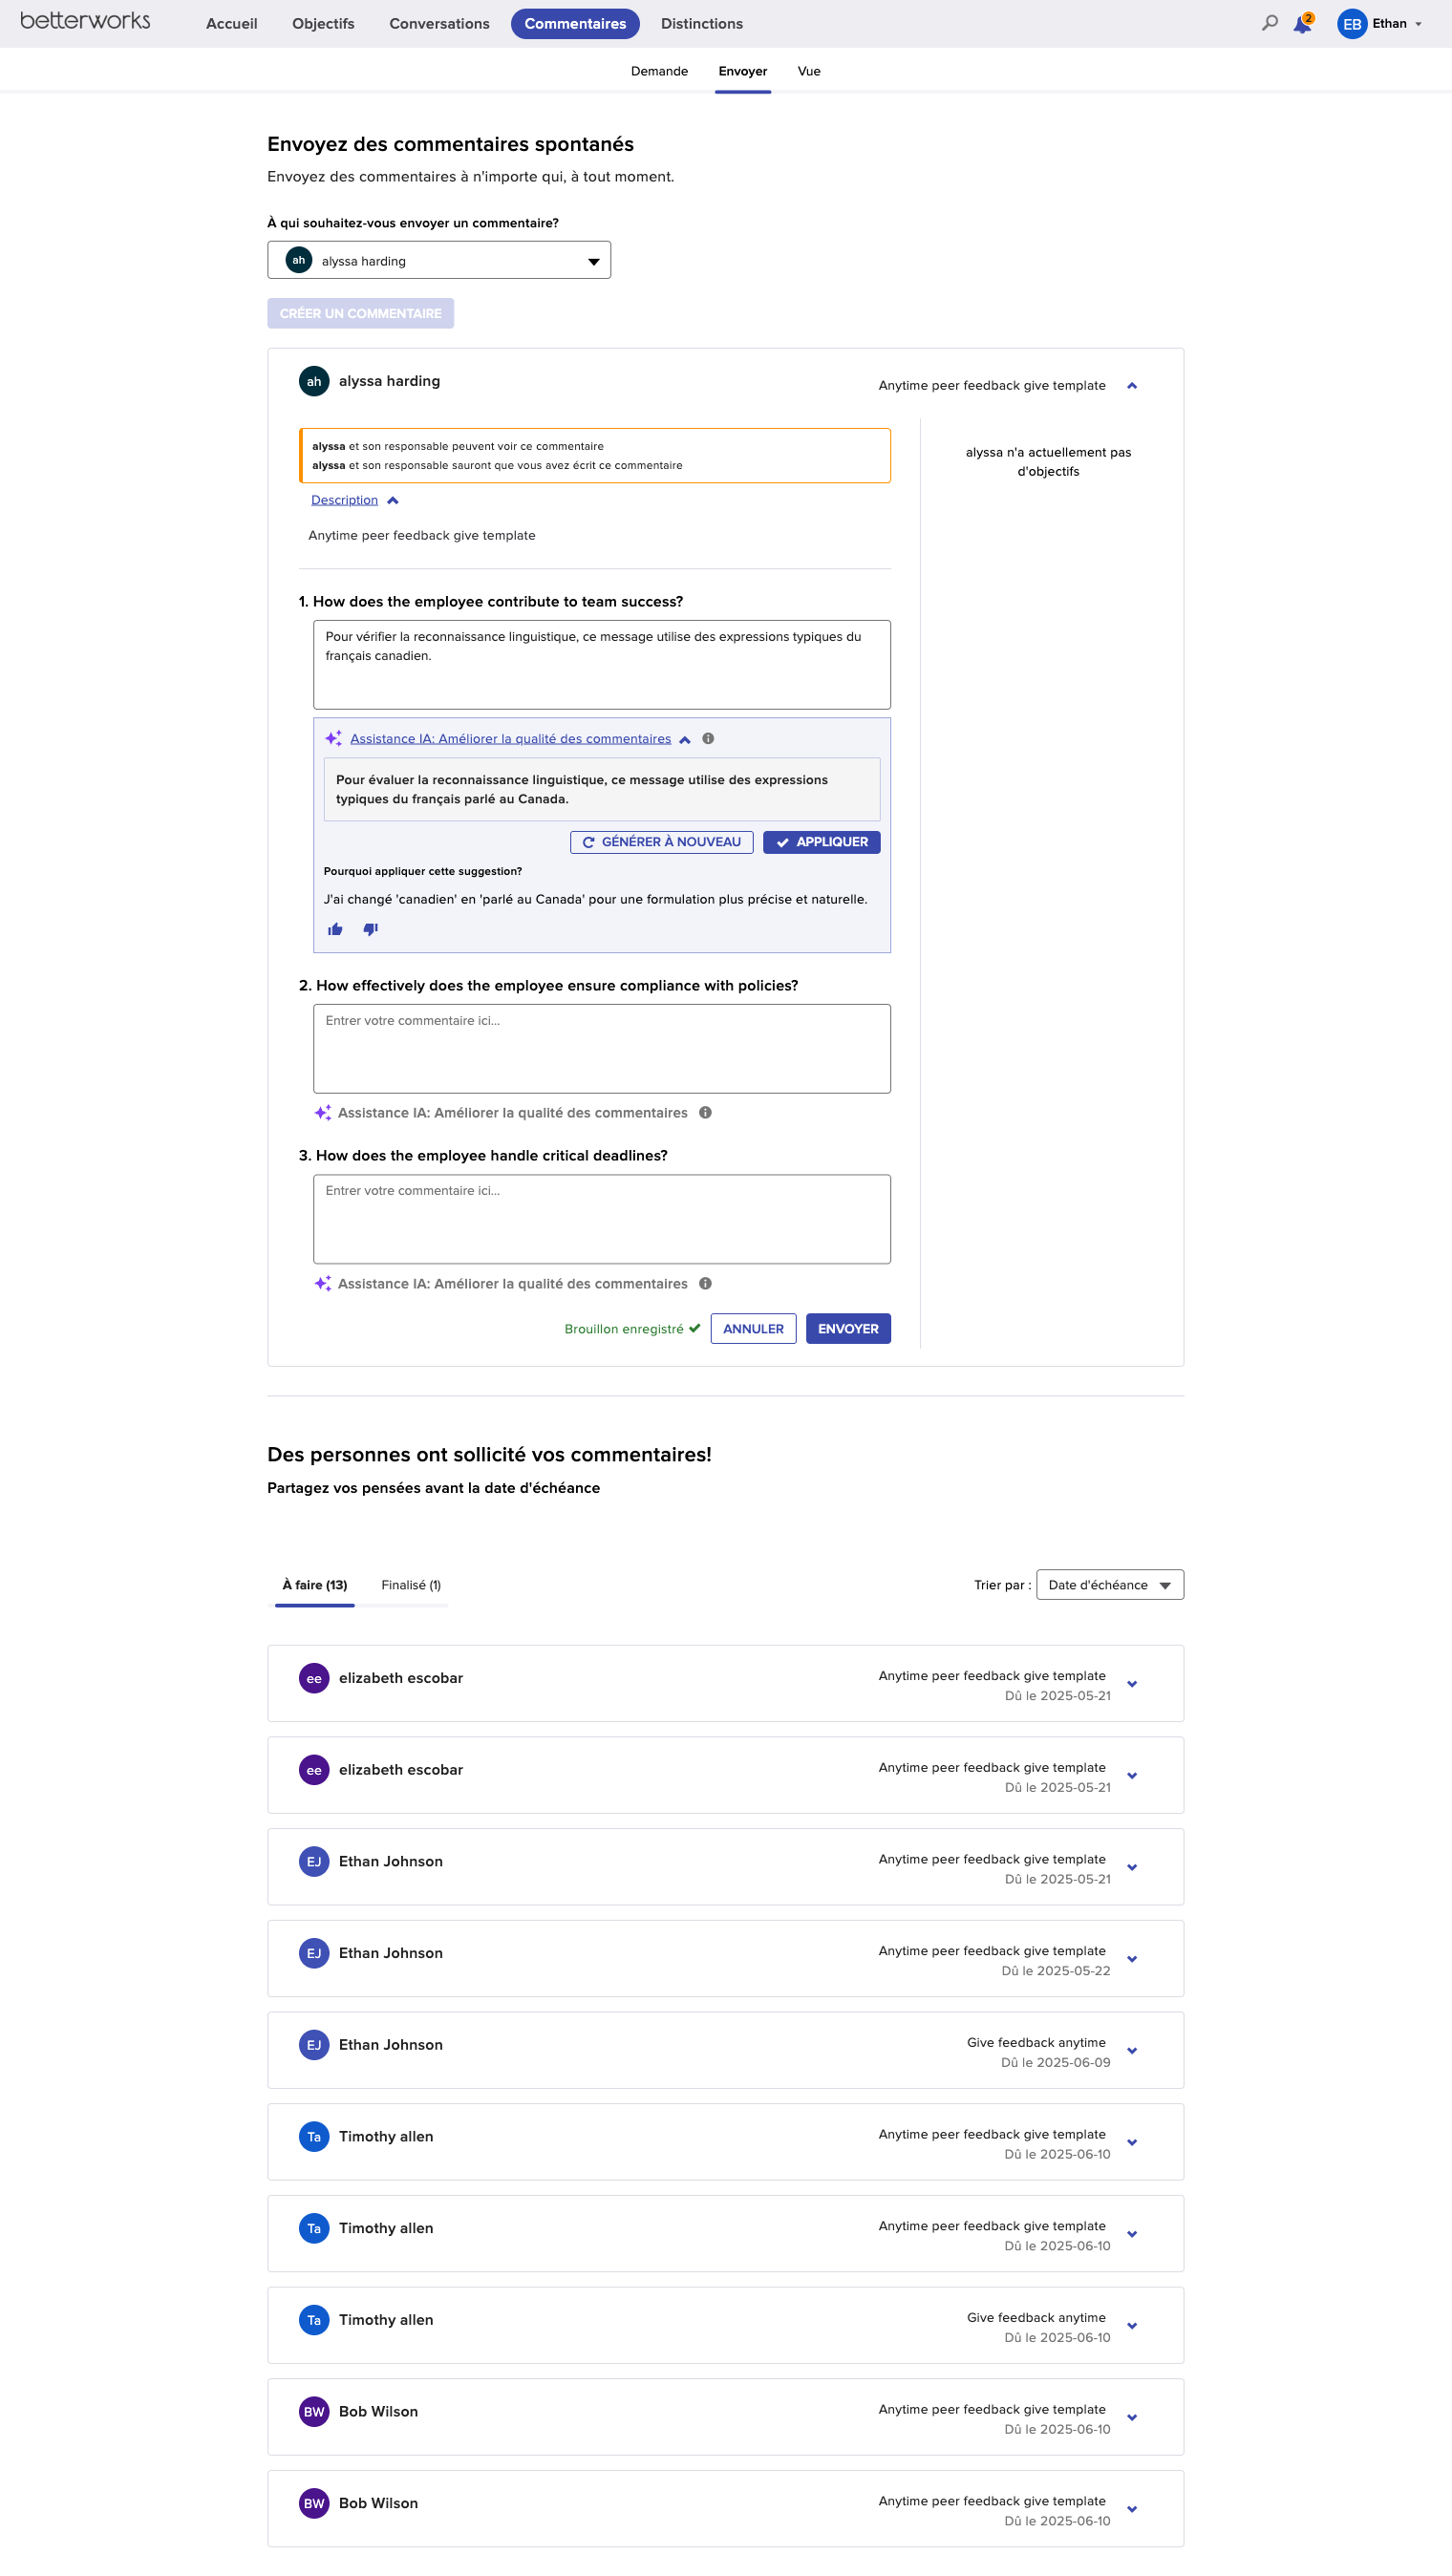 betterworks
Accueil Objectifs Conversations Commentaires Distinctions
2 EB Ethan
Demande Envoyer Vue
Envoyez des commentaires spontanés
Envoyez des commentaires à n'importe qui, à tout moment.
À qui souhaitez-vous envoyer un commentaire?
ah alyssa harding
CRÉER UN COMMENTAIRE
ah alyssa harding Anytime peer feedback give template
alyssa et son responsable peuvent voir ce commentaire
alyssa et son responsable sauront que vous avez écrit ce commentaire
alyssa n'a actuellement pas
d'objectifs
Description
Anytime peer feedback give template
1. How does the employee contribute to team success?
Pour vérifier la reconnaissance linguistique, ce message utilise des expressions typiques du
français canadien.
Assistance IA: Améliorer la qualité des commentaires
Pour évaluer la reconnaissance linguistique, ce message utilise des expressions
typiques du français parlé au Canada.
GÉNÉRER À NOUVEAU APPLIQUER
Pourquoi appliquer cette suggestion?
J'ai changé 'canadien' en 'parlé au Canada' pour une formulation plus précise et naturelle.
2. How effectively does the employee ensure compliance with policies?
Entrer votre commentaire ici...
Assistance IA: Améliorer la qualité des commentaires
3. How does the employee handle critical deadlines?
Entrer votre commentaire ici...
Assistance IA: Améliorer la qualité des commentaires
Brouillon enregistré ANNULER ENVOYER
Des personnes ont sollicité vos commentaires!
Partagez vos pensées avant la date d'échéance
À faire (13) Finalisé (1) Trier par : Date d'échéance
ee elizabeth escobar Anytime peer feedback give template
Dû le 2025-05-21
ee elizabeth escobar Anytime peer feedback give template
Dû le 2025-05-21
EJ Ethan Johnson Anytime peer feedback give template
Dû le 2025-05-21
EJ Ethan Johnson Anytime peer feedback give template
Dû le 2025-05-22
EJ Ethan Johnson Give feedback anytime
Dû le 2025-06-09
Ta Timothy allen Anytime peer feedback give template
Dû le 2025-06-10
Ta Timothy allen Anytime peer feedback give template
Dû le 2025-06-10
Ta Timothy allen Give feedback anytime
Dû le 2025-06-10
BW Bob Wilson Anytime peer feedback give template
Dû le 2025-06-10
BW Bob Wilson Anytime peer feedback give template
Dû le 2025-06-10